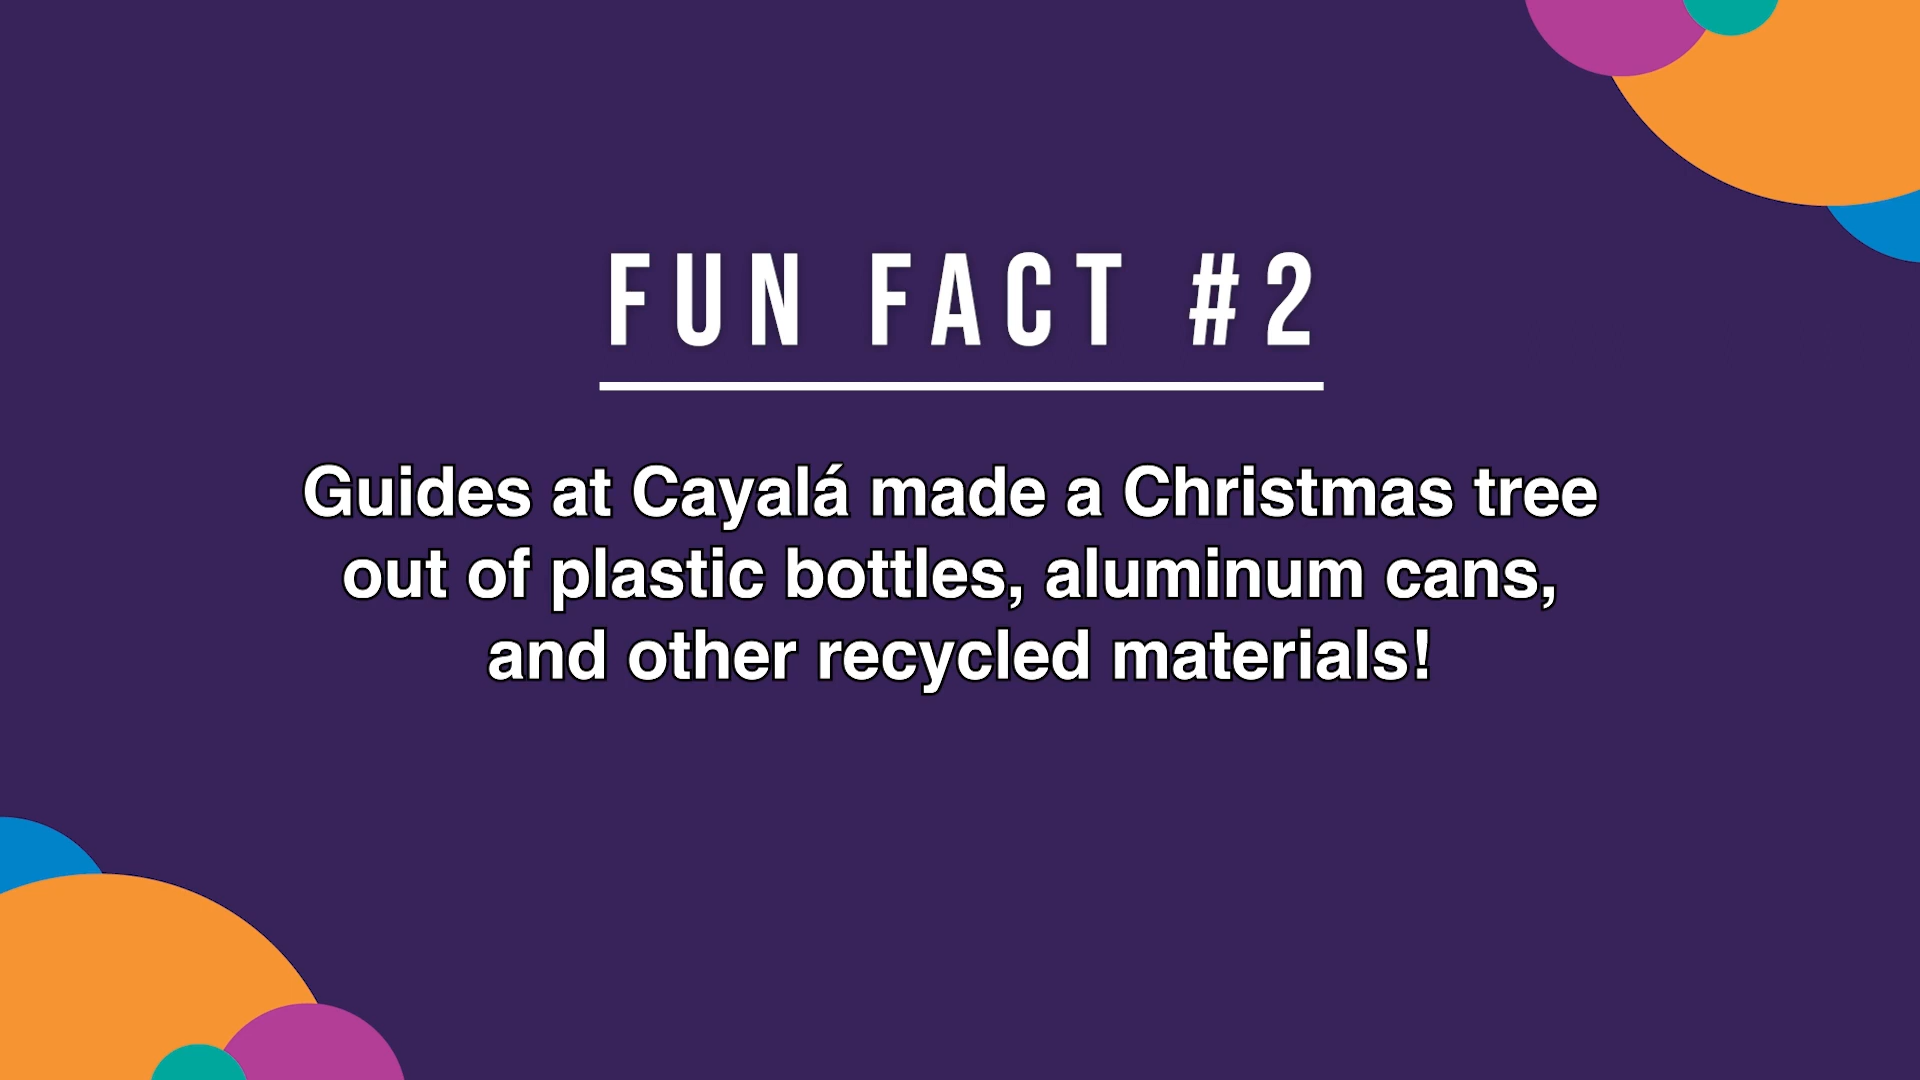 FUN FACT #2
Guides at Cayalá made a Christmas tree
out of plastic bottles, aluminum cans,
and other recycled materials!